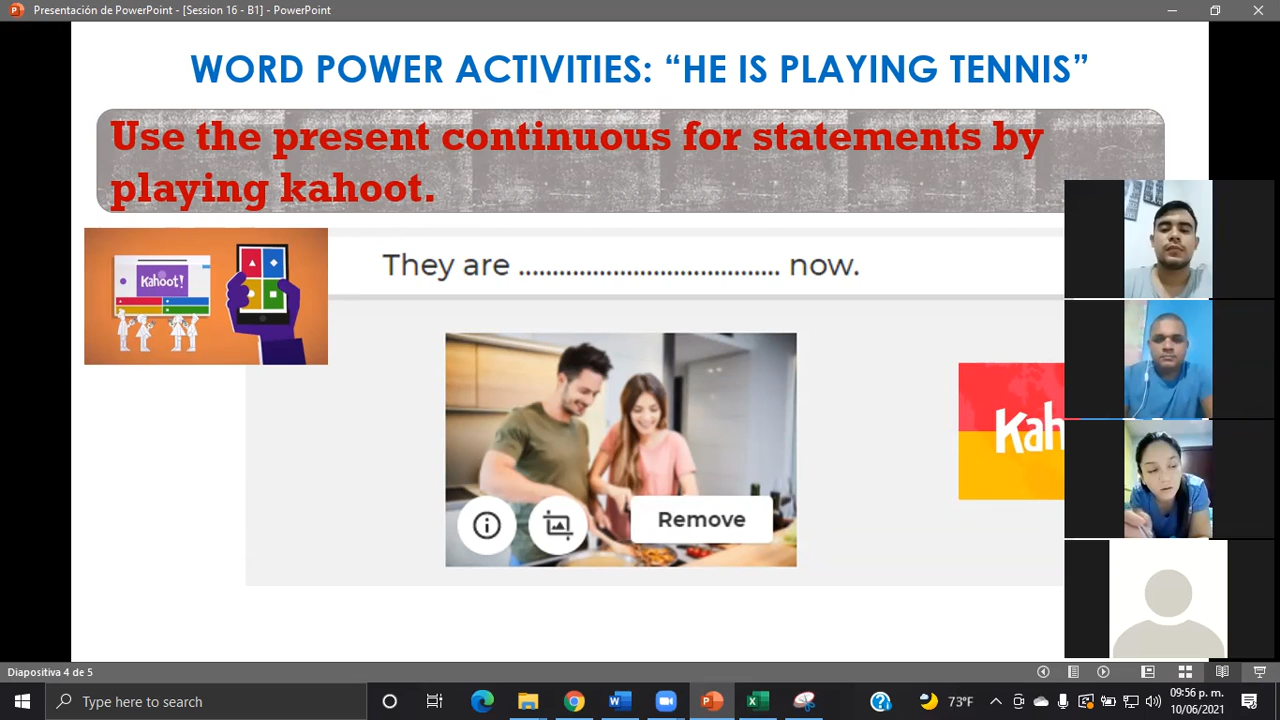 Presentación de PowerPoint - [Session 16 - B1] - PowerPoint
WORD POWER ACTIVITIES: “HE IS PLAYING TENNIS”
Use the present continuous for statements by
playing kahoot.
Kahoot!
They are ....................................... now.
Kah
Remove
Diapositiva 4 de 5
Type here to search
73°F
09:56 p. m.
10/06/2021